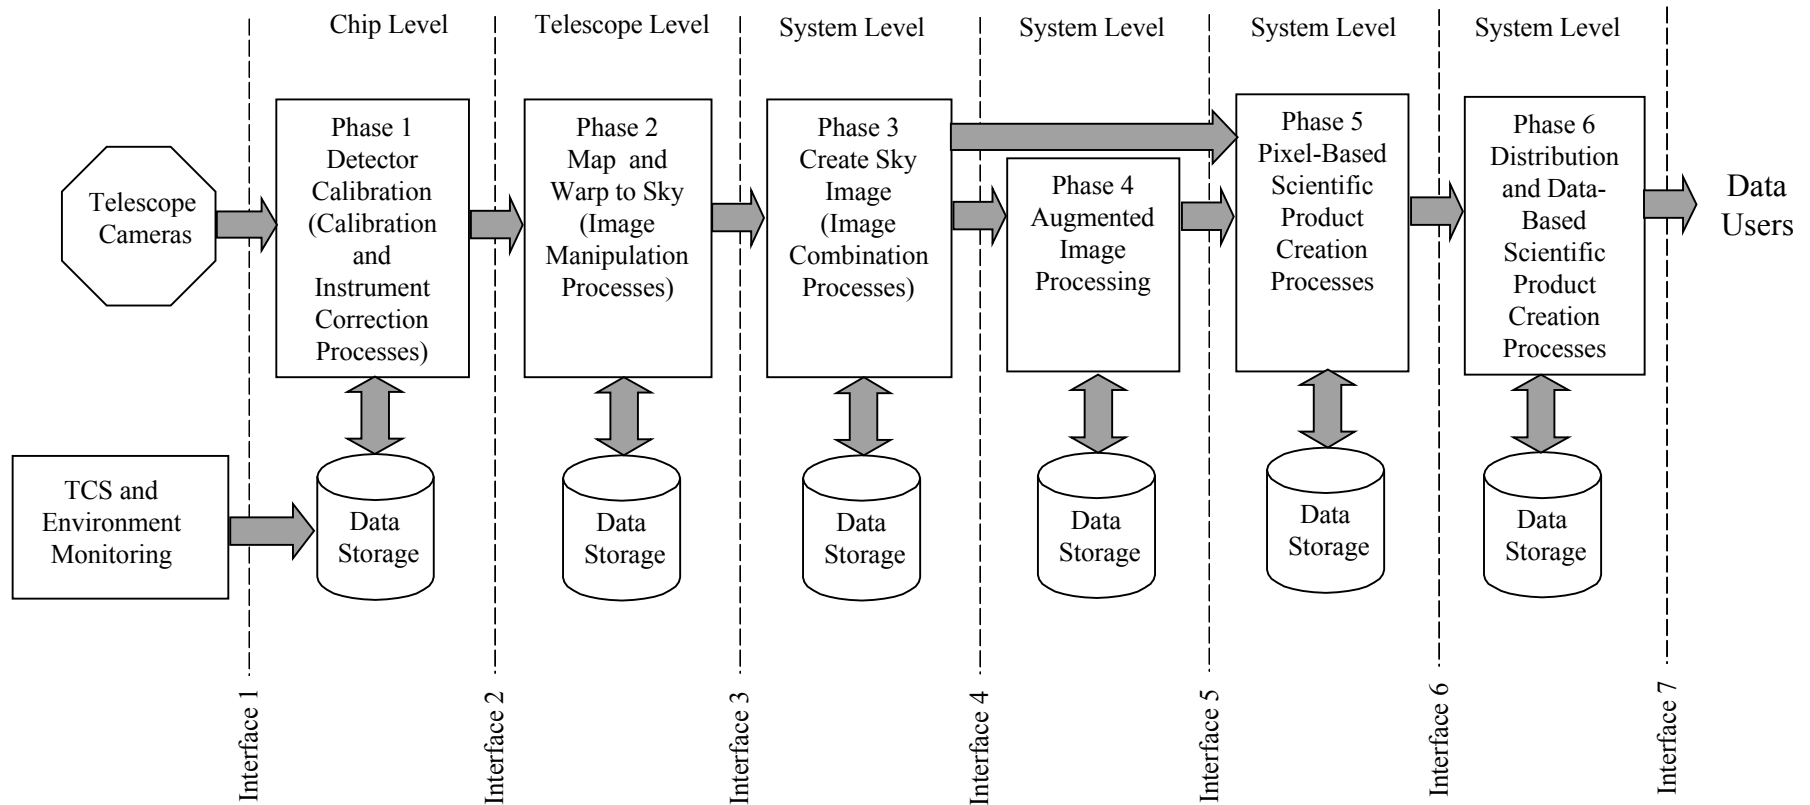 Chip Level
Telescope Level
System Level
System Level
System Level
System Level
Telescope
Cameras
Phase 1
Detector
Calibration
(Calibration
and
Instrument
Correction
Processes)
Phase 2
Map and
Warp to Sky
(Image
Manipulation
Processes)
Phase 3
Create Sky
Image
(Image
Combination
Processes)
Phase 4
Augmented
Image
Processing
Phase 5
Pixel-Based
Scientific
Product
Creation
Processes
Phase 6
Distribution
and Data-
Based
Scientific
Product
Creation
Processes
Data
Users
TCS and
Environment
Monitoring
Data
Storage
Data
Storage
Data
Storage
Data
Storage
Data
Storage
Data
Storage
Interface 1
Interface 2
Interface 3
Interface 4
Interface 5
Interface 6
Interface 7